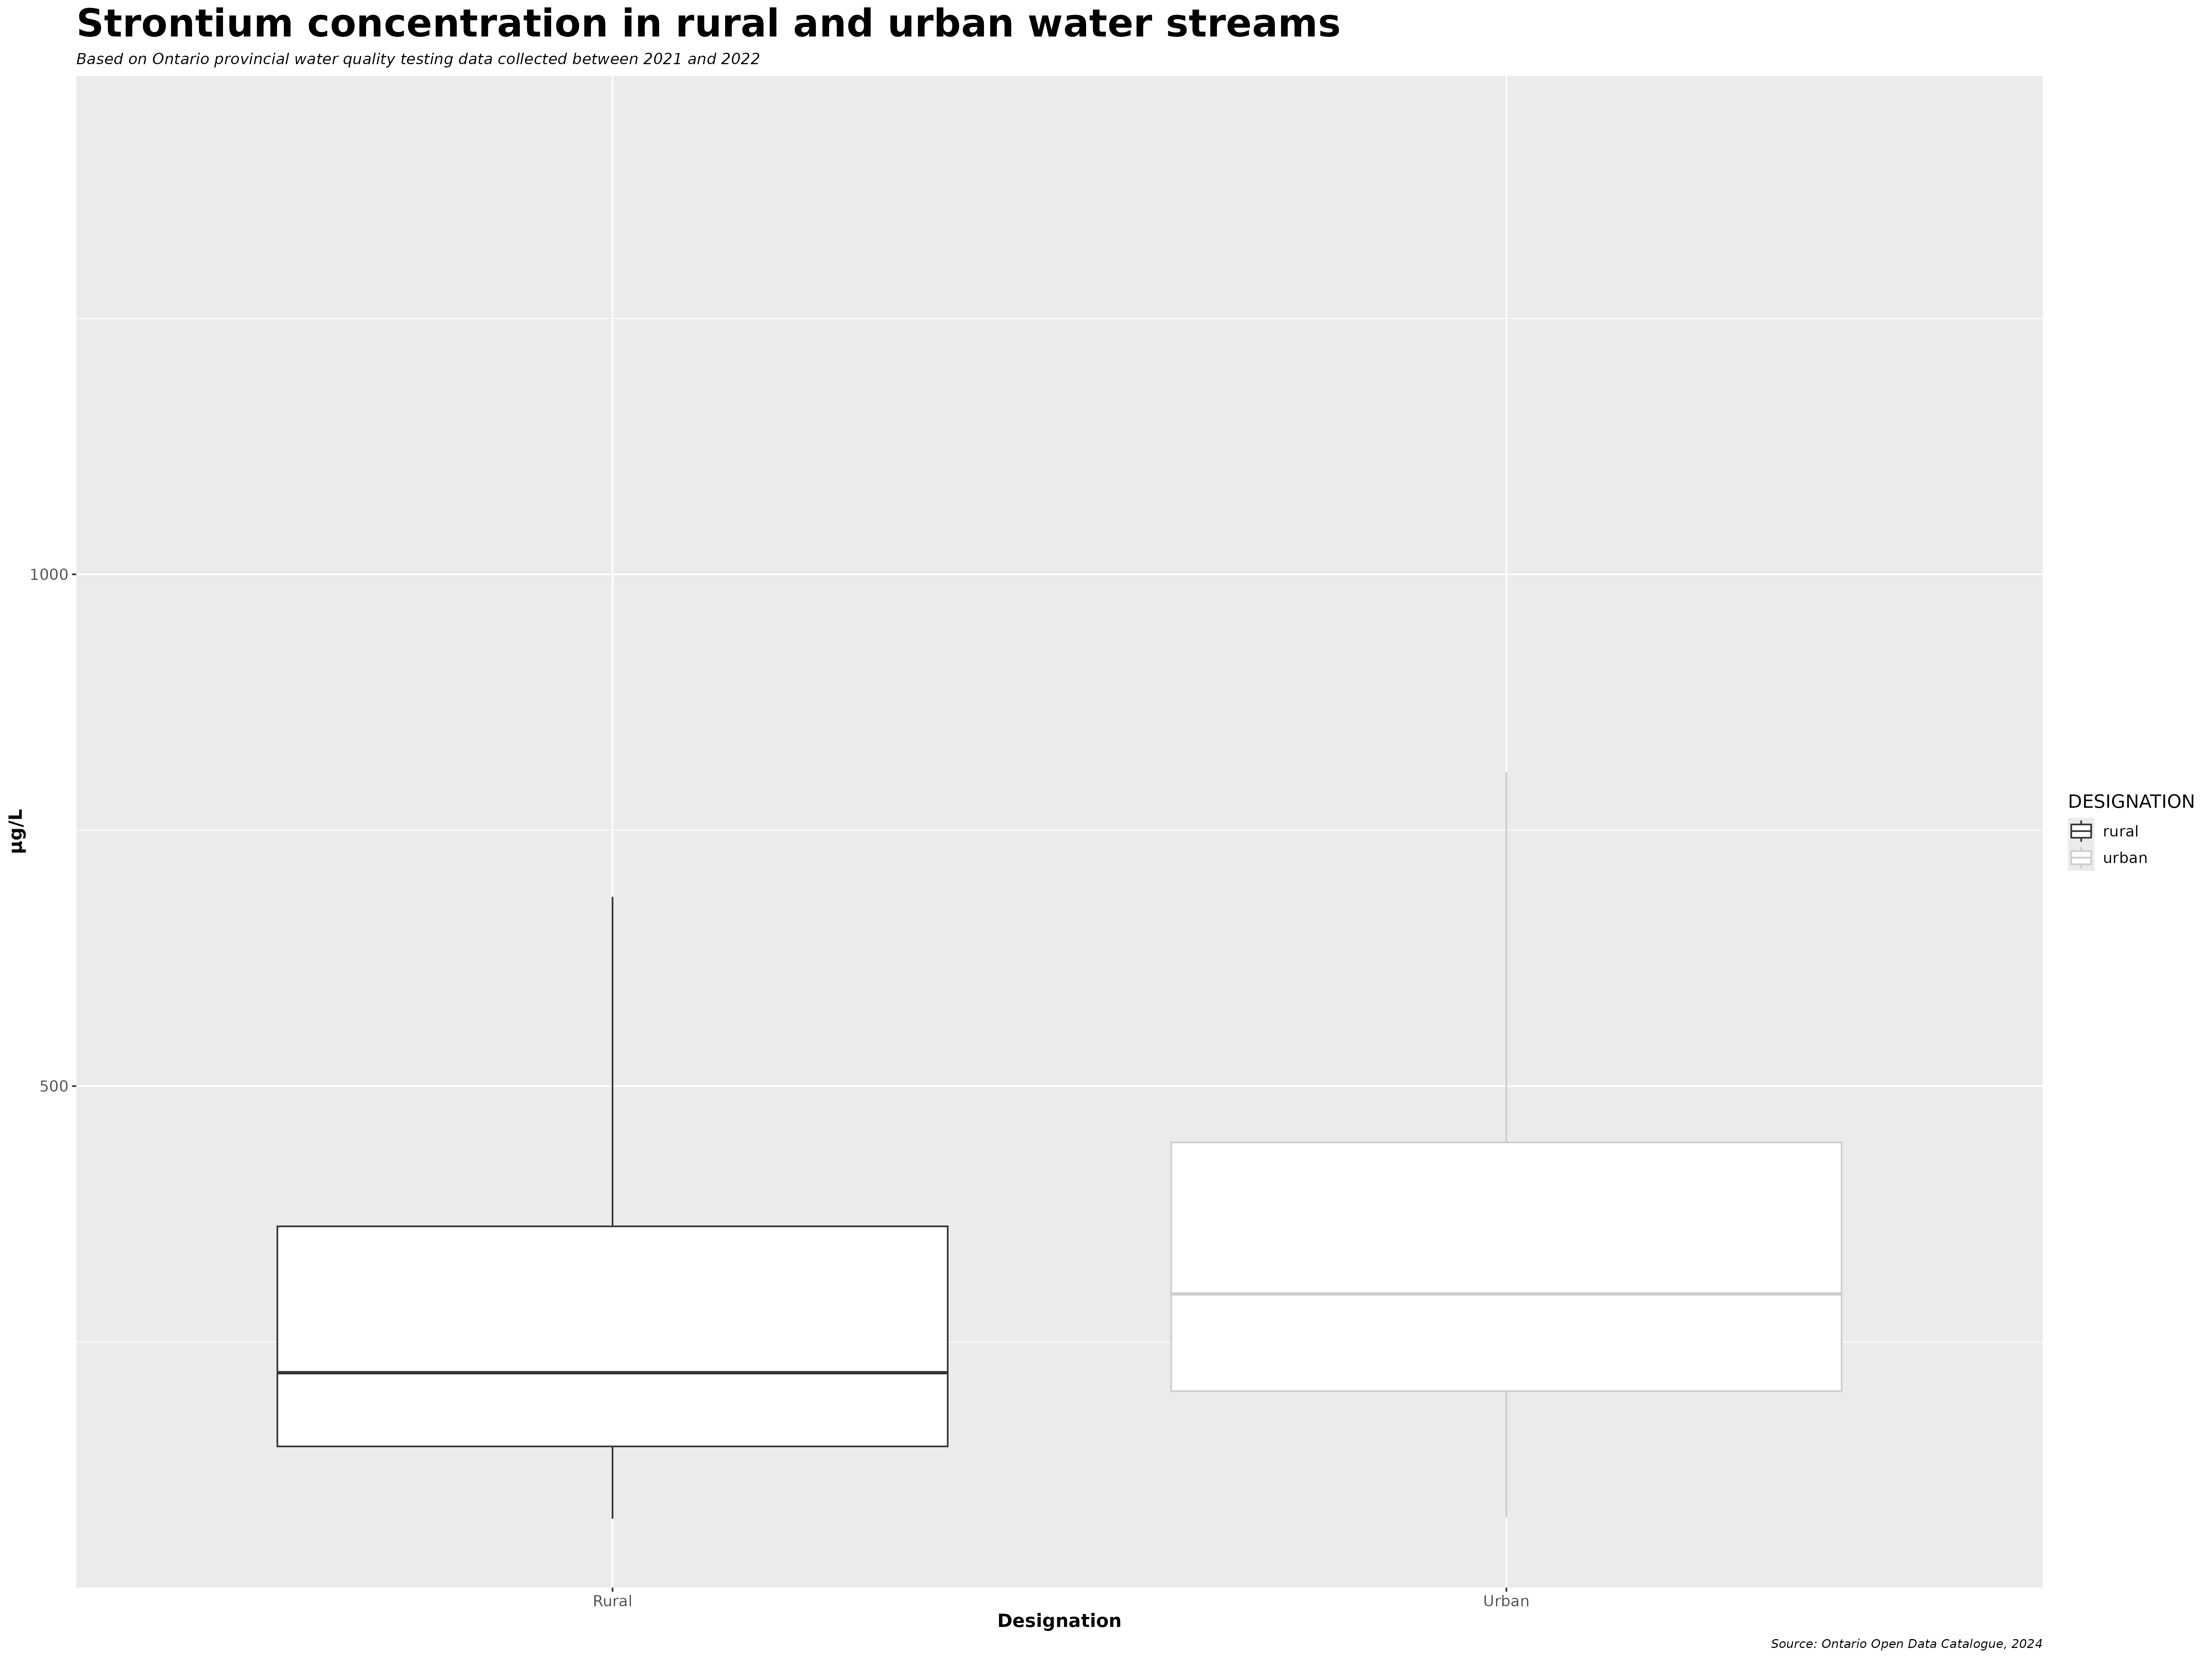 Strontium concentration in rural and urban water streams
Based on Ontario provincial water quality testing data collected between 2021 and 2022
1000
500
µg/L
DESIGNATION
rural
urban
Rural
Urban
Designation
Source: Ontario Open Data Catalogue, 2024